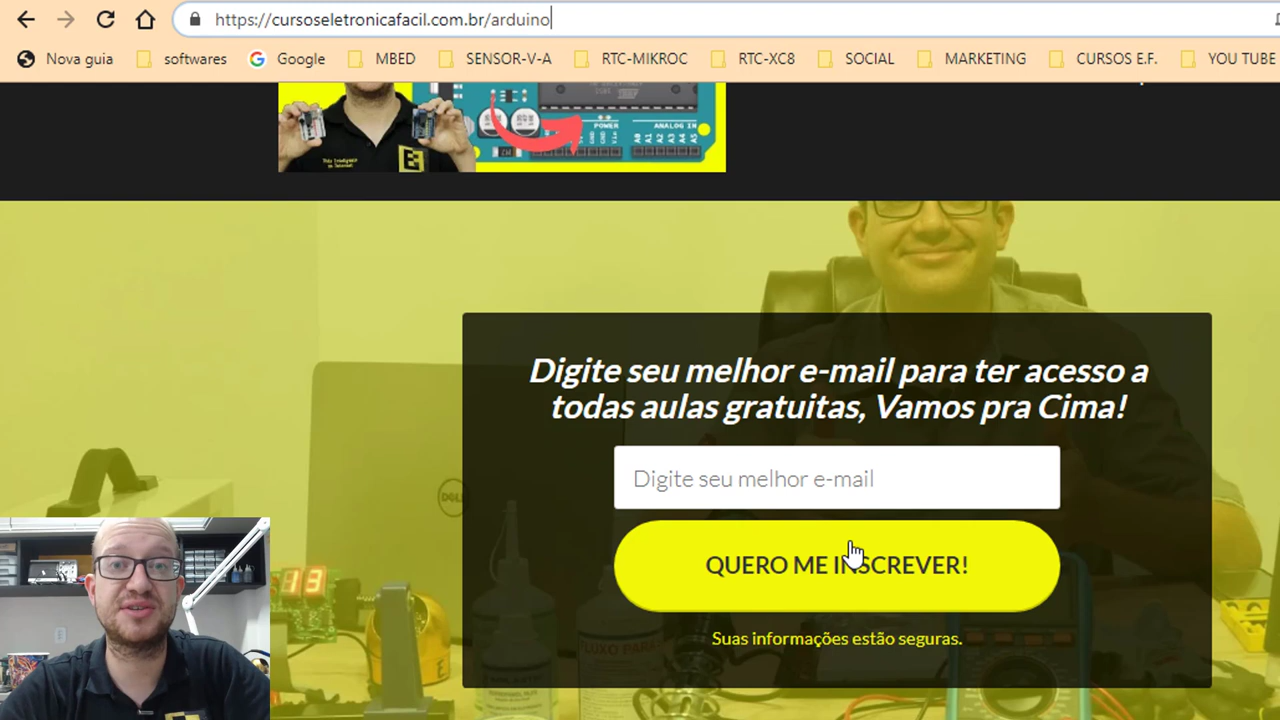 https://cursoseletronicafacil.com.br/arduino
Nova guia softwares Google MBED SENSOR-V-A RTC-MIKROC RTC-XC8 SOCIAL MARKETING CURSOS E.F. YOU TUBE
POWER ANALOG IN
Digite seu melhor e-mail para ter acesso a
todas aulas gratuitas, Vamos pra Cima!
Digite seu melhor e-mail
QUERO ME INSCREVER!
Suas informações estão seguras.
DELL
13